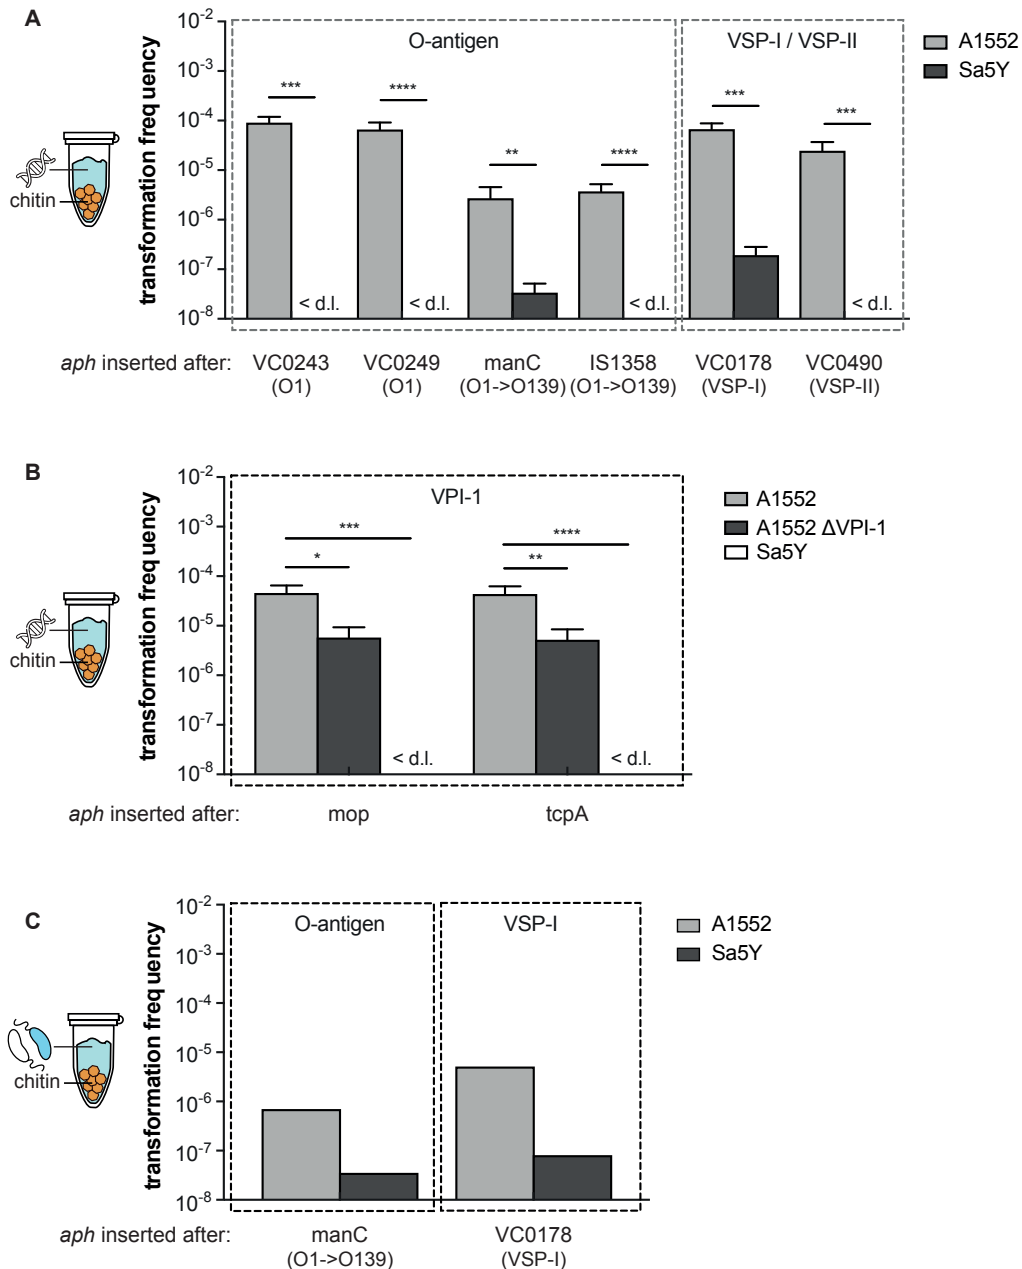 A
O-antigen
VSP-I / VSP-II
A1552
Sa5Y
transformation frequency
10-2
10-3
10-4
10-5
10-6
10-7
10-8
chitin
***
****
**
****
***
***
< d.l.
< d.l.
< d.l.
< d.l.
aph inserted after:
VC0243
(O1)
VC0249
(O1)
manC
(O1->O139)
IS1358
(O1->O139)
VC0178
(VSP-I)
VC0490
(VSP-II)
B
VPI-1
A1552
A1552 ΔVPI-1
Sa5Y
transformation frequency
10-2
10-3
10-4
10-5
10-6
10-7
10-8
chitin
***
*
****
**
< d.l.
< d.l.
aph inserted after:
mop
tcpA
C
O-antigen
VSP-I
A1552
Sa5Y
transformation frequency
10-2
10-3
10-4
10-5
10-6
10-7
10-8
chitin
aph inserted after:
manC
(O1->O139)
VC0178
(VSP-I)